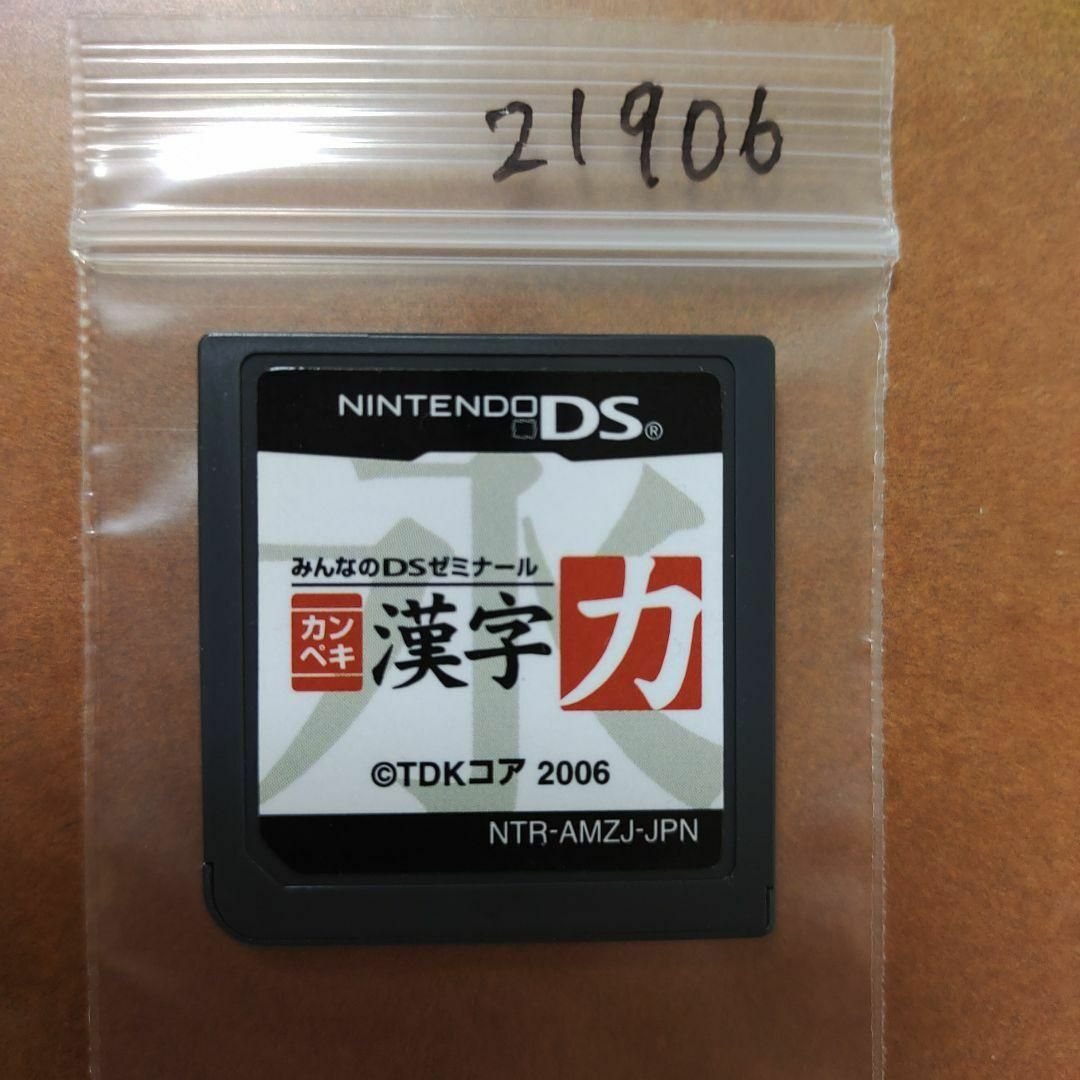 21906
NINTENDO DS®
みんなのDSゼミナール
カン
ペキ
漢字力
©TDKコア 2006
NTR-AMZJ-JPN